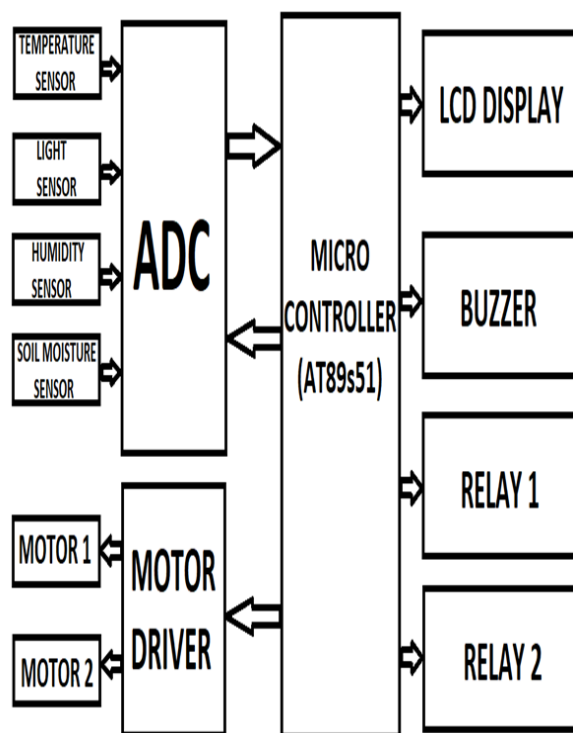 TEMPERATURE
SENSOR
LIGHT
SENSOR
HUMIDITY
SENSOR
SOIL MOISTURE
SENSOR
ADC
MOTOR 1
MOTOR 2
MOTOR
DRIVER
MICRO
CONTROLLER
(AT89s51)
LCD DISPLAY
BUZZER
RELAY 1
RELAY 2